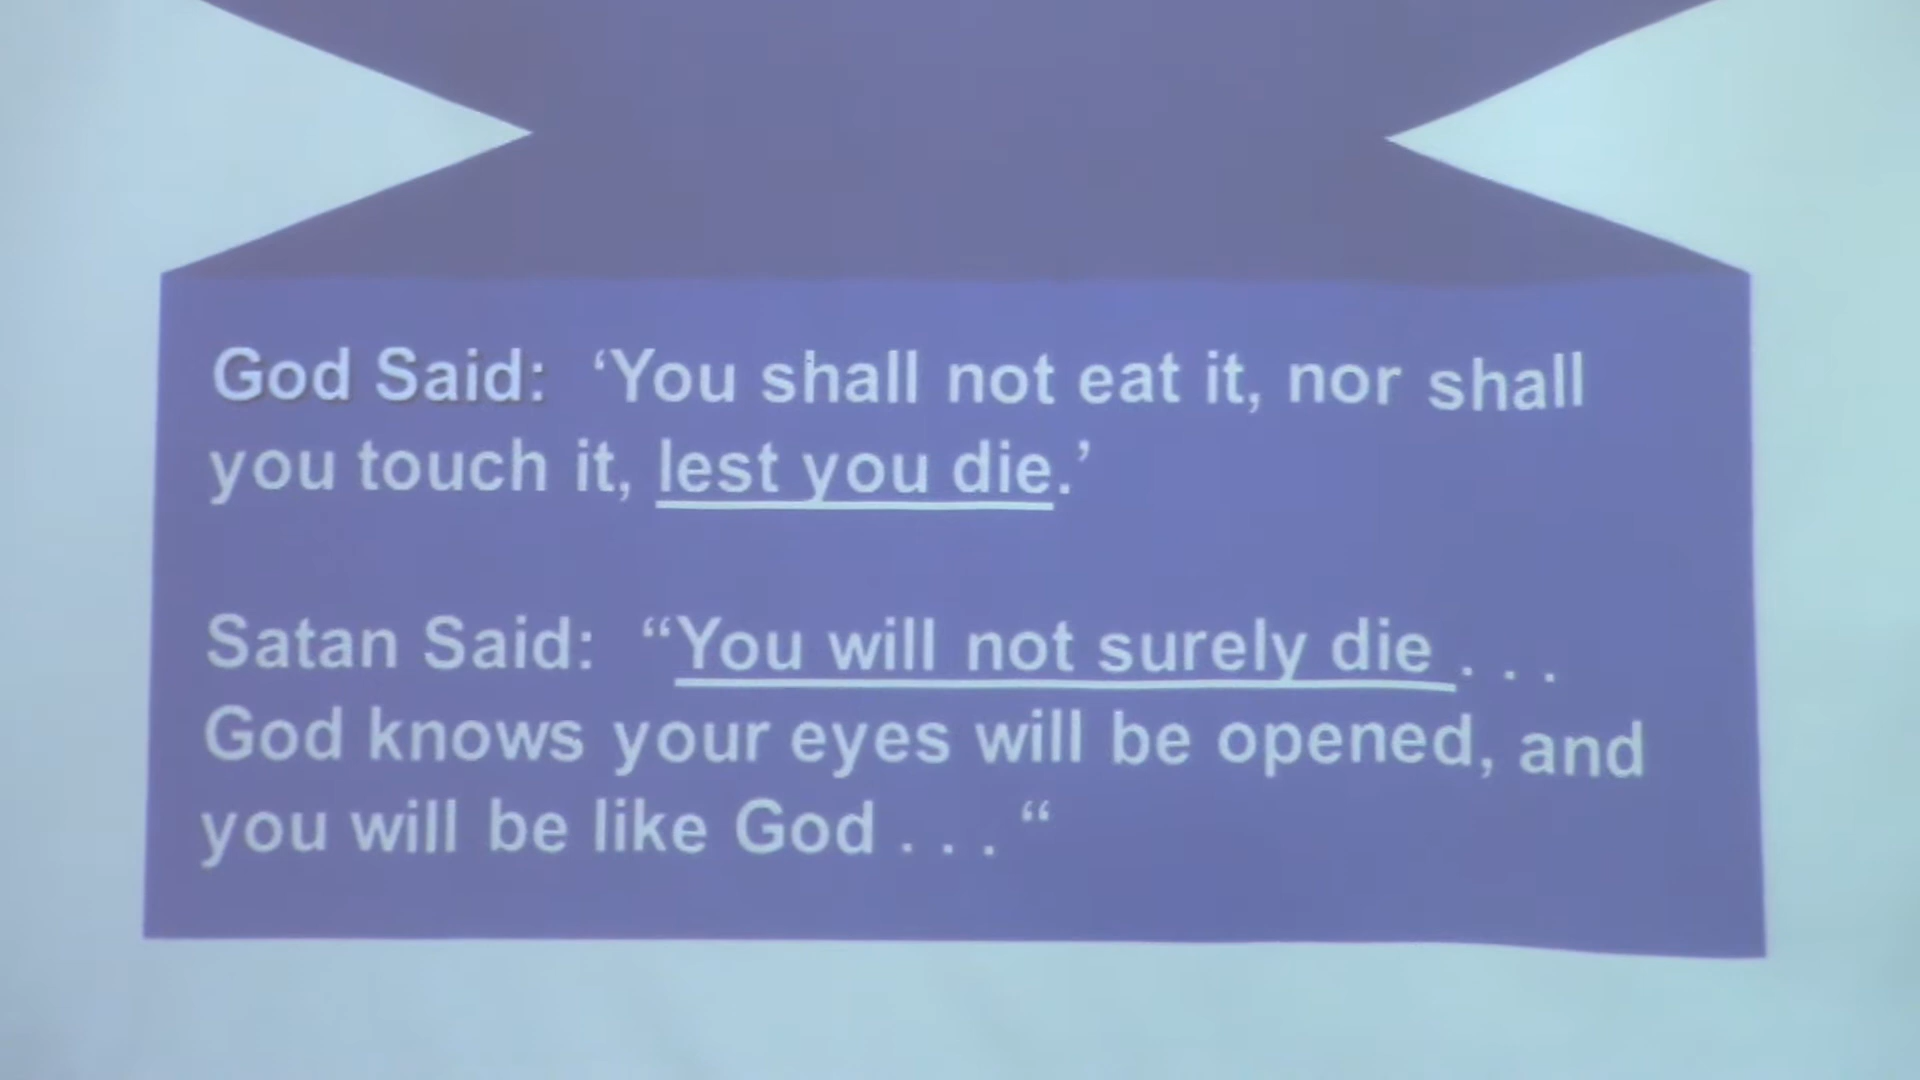 God Said: ‘You shall not eat it, nor shall
you touch it, lest you die.’
Satan Said: “You will not surely die . . .
God knows your eyes will be opened, and
you will be like God . . . “